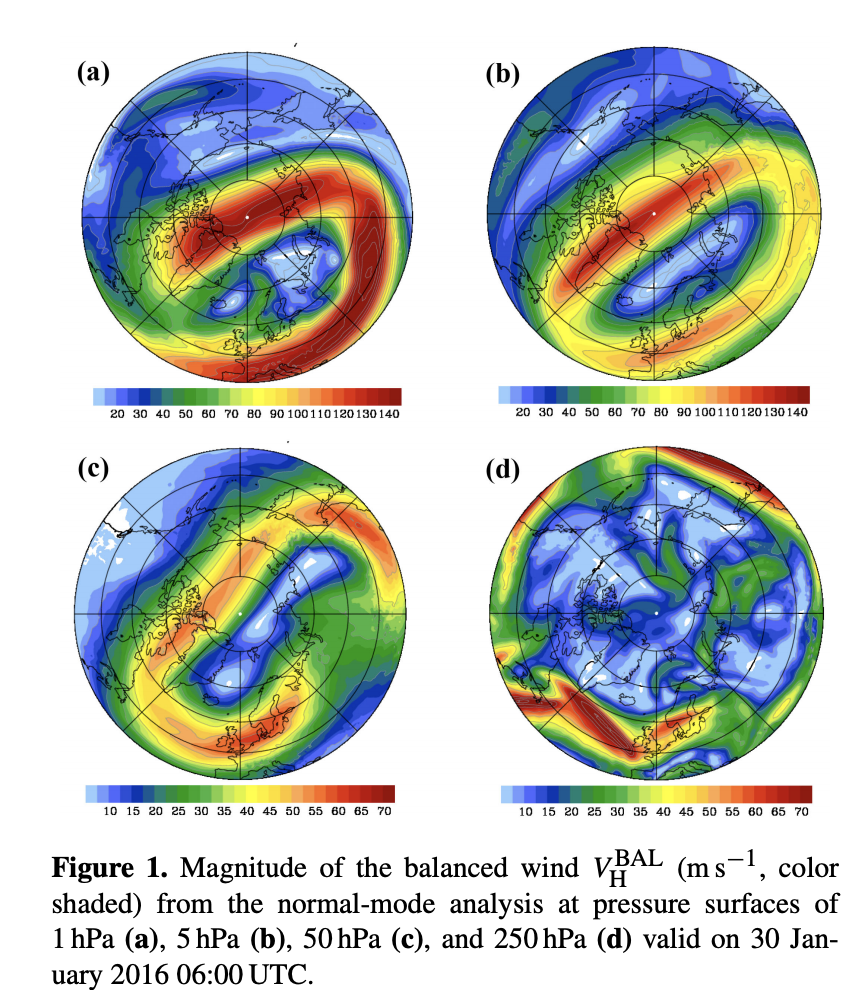 (a)
(b)
20 30 40 50 60 70 80 90 100 110 120 130 140
20 30 40 50 60 70 80 90 100 110 120 130 140
(c)
(d)
10 15 20 25 30 35 40 45 50 55 60 65 70
10 15 20 25 30 35 40 45 50 55 60 65 70
Figure 1. Magnitude of the balanced wind V_H^BAL (m s−1, color
shaded) from the normal-mode analysis at pressure surfaces of
1 hPa (a), 5 hPa (b), 50 hPa (c), and 250 hPa (d) valid on 30 Jan-
uary 2016 06:00 UTC.